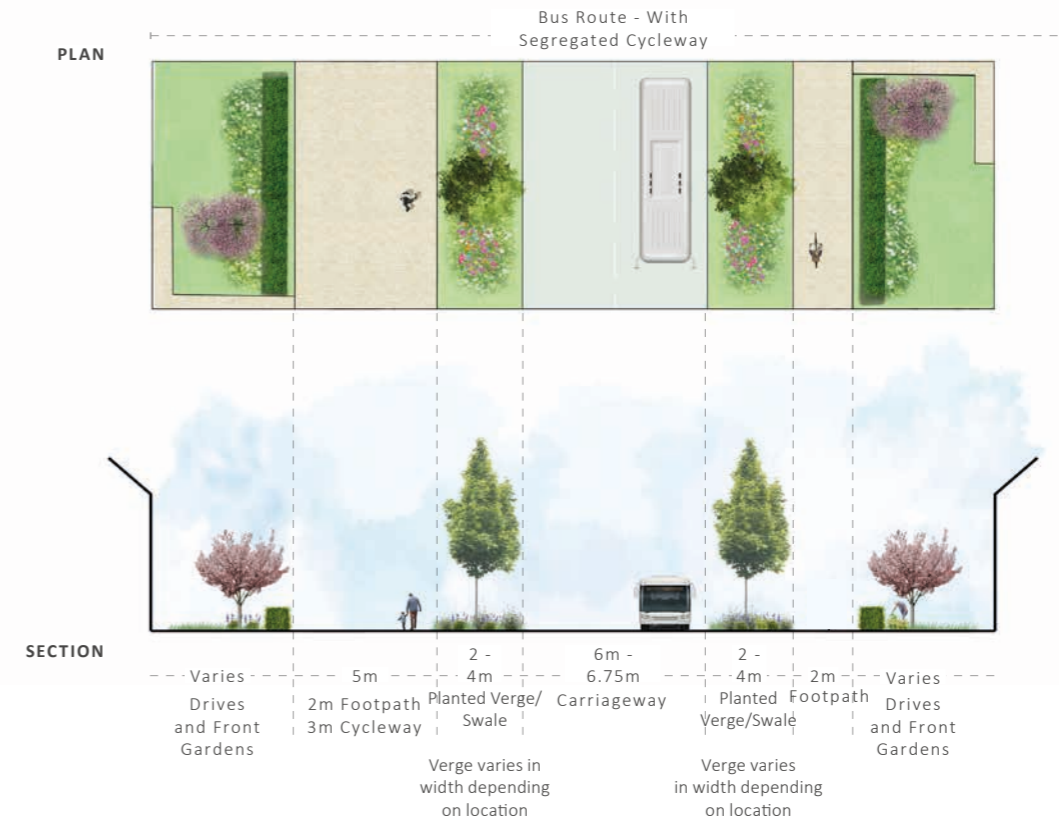 Bus Route - With
Segregated Cycleway
PLAN
SECTION
Varies
Drives
and Front
Gardens
5m
2m Footpath
3m Cycleway
2 -
4m
Planted Verge/
Swale
Verge varies in
width depending
on location
6m -
6.75m
Carriageway
2 -
4m
Planted
Verge/Swale
Verge varies
in width depending
on location
2m
Footpath
Varies
Drives
and Front
Gardens